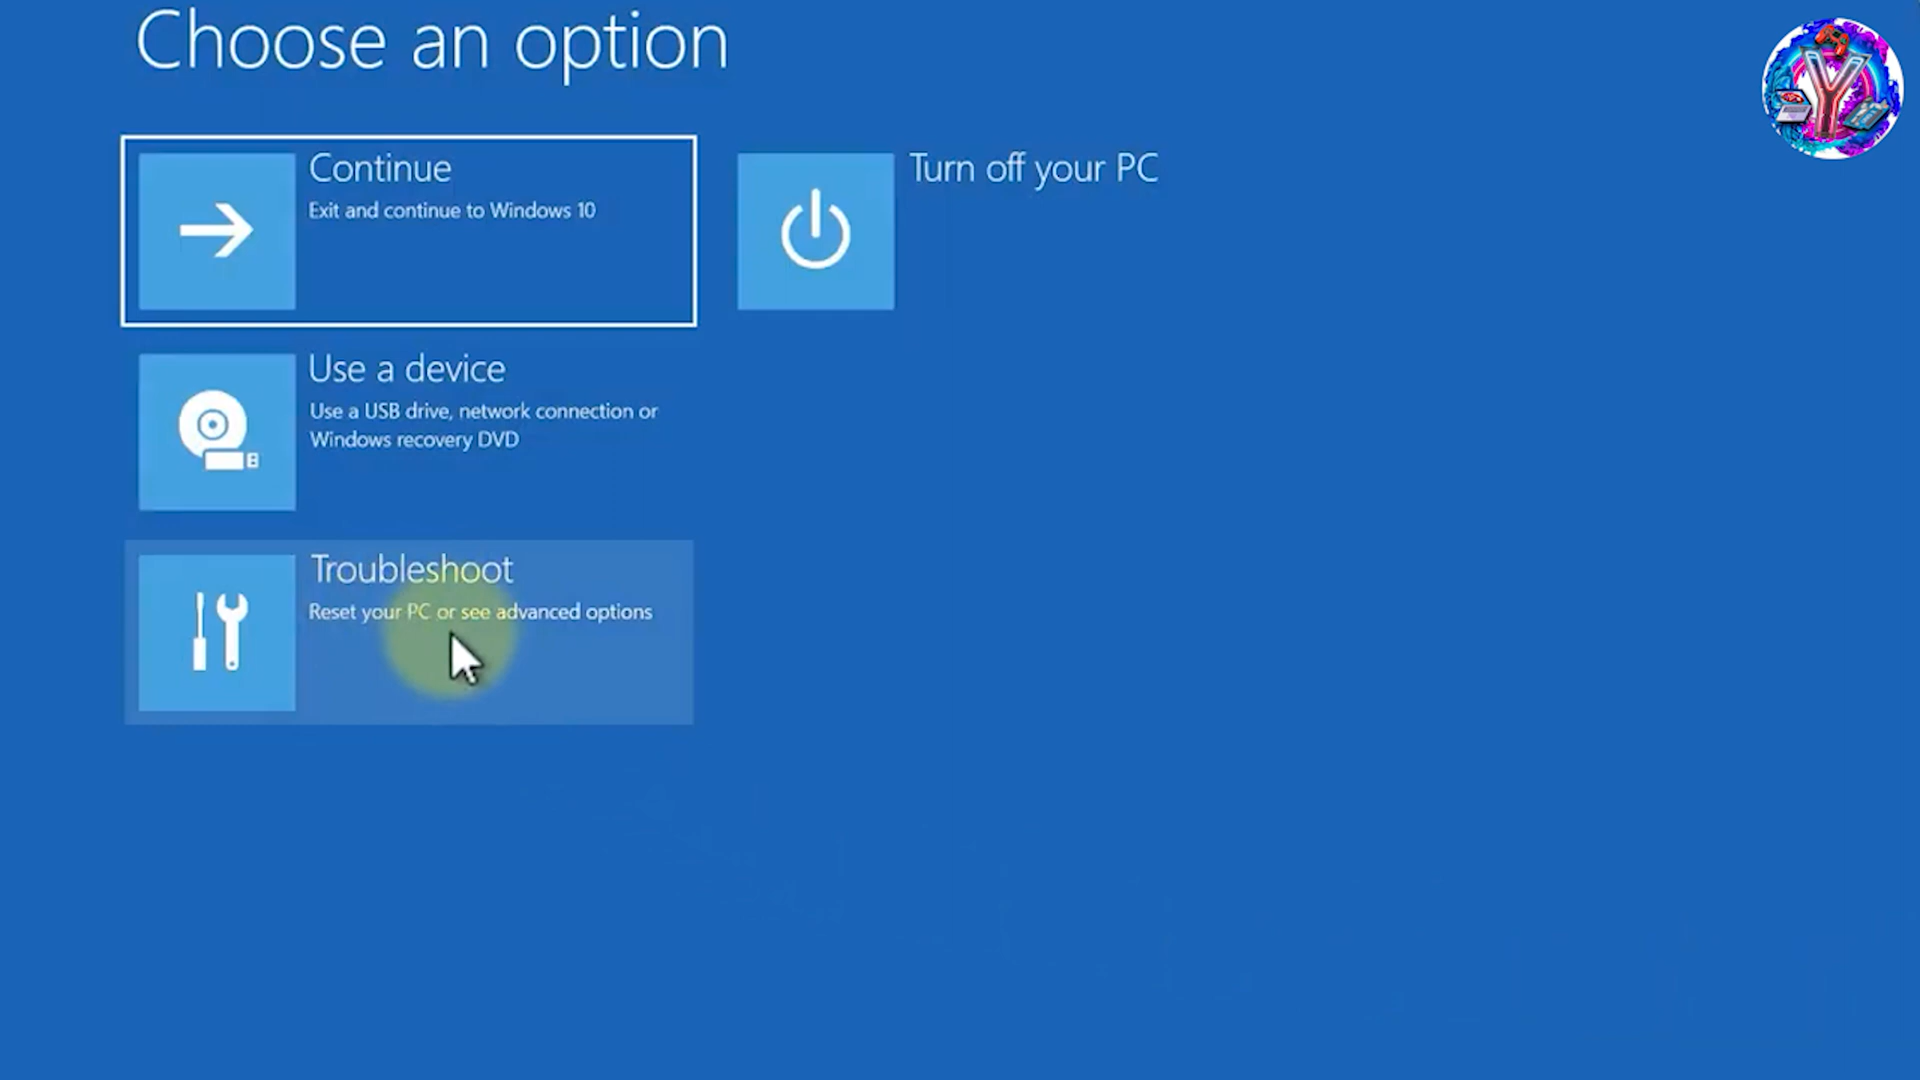 Choose an option
Continue
Exit and continue to Windows 10
Turn off your PC
Use a device
Use a USB drive, network connection or
Windows recovery DVD
Troubleshoot
Reset your PC or see advanced options
Y